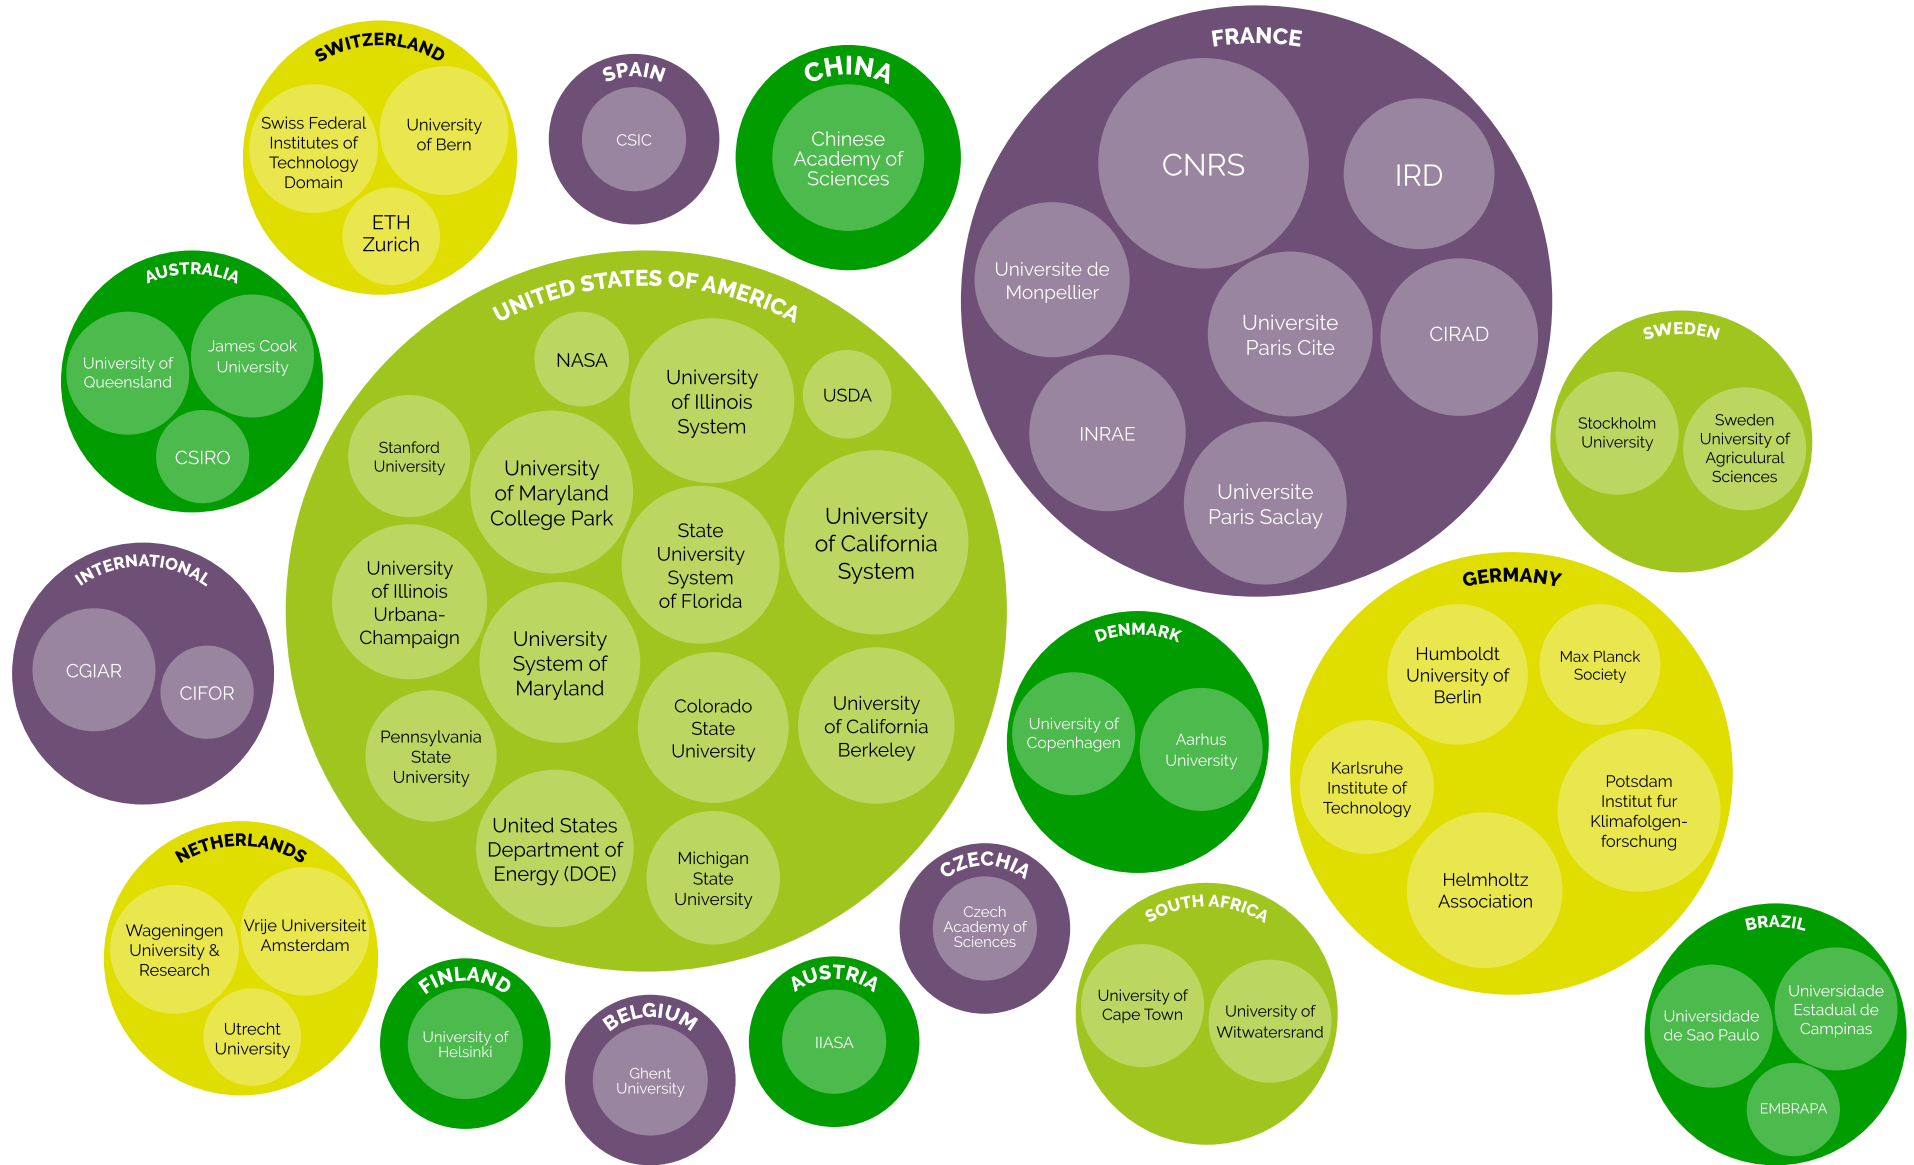 SWITZERLAND
Swiss Federal
Institutes of
Technology
Domain
University
of Bern
ETH
Zurich
SPAIN
CSIC
CHINA
Chinese
Academy of
Sciences
FRANCE
CNRS
IRD
Universite de
Monpellier
Universite
Paris Cite
CIRAD
INRAE
Universite
Paris Saclay
AUSTRALIA
University of
Queensland
James Cook
University
CSIRO
UNITED STATES OF AMERICA
NASA
University
of Illinois
System
USDA
Stanford
University
University
of Maryland
College Park
State
University
System
of Florida
University
of California
System
University
of Illinois
Urbana-
Champaign
University
System of
Maryland
Colorado
State
University
University
of California
Berkeley
Pennsylvania
State
University
United States
Department of
Energy (DOE)
Michigan
State
University
SWEDEN
Stockholm
University
Sweden
University of
Agriculural
Sciences
INTERNATIONAL
CGIAR
CIFOR
DENMARK
University of
Copenhagen
Aarhus
University
GERMANY
Humboldt
University of
Berlin
Max Planck
Society
Karlsruhe
Institute of
Technology
Potsdam
Institut fur
Klimafolgen-
forschung
Helmholtz
Association
NETHERLANDS
Wageningen
University &
Research
Vrije Universiteit
Amsterdam
Utrecht
University
FINLAND
University of
Helsinki
BELGIUM
Ghent
University
AUSTRIA
IIASA
CZECHIA
Czech
Academy of
Sciences
SOUTH AFRICA
University of
Cape Town
University of
Witwatersrand
BRAZIL
Universidade
de Sao Paulo
Universidade
Estadual de
Campinas
EMBRAPA